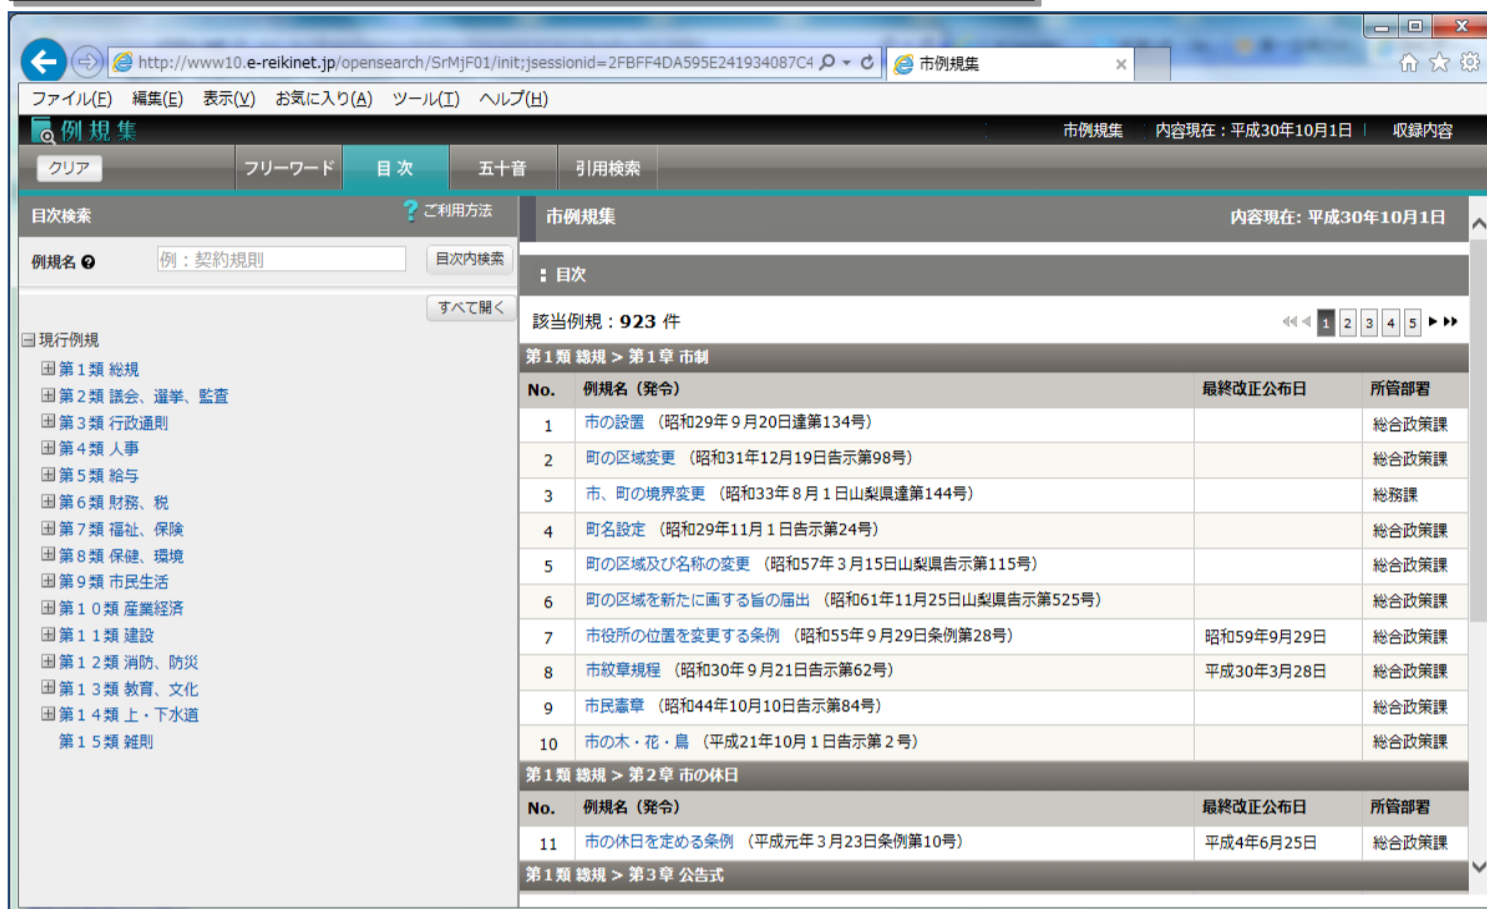 http://www10.e-reikinet.jp/opensearch/SrMjF01/init;jsessionid=2FBFF4DA595E241934087C4
市例規集
ファイル(F) 編集(E) 表示(V) お気に入り(A) ツール(T) ヘルプ(H)
例規集
市例規集 内容現在：平成30年10月1日 収録内容
クリア フリーワード 目次 五十音 引用検索
目次検索 ご利用方法
例規名 例：契約規則 目次内検索
すべて開く
現行例規
第1類 総規
第2類 議会、選挙、監査
第3類 行政通則
第4類 人事
第5類 給与
第6類 財務、税
第7類 福祉、保険
第8類 保健、環境
第9類 市民生活
第10類 産業経済
第11類 建設
第12類 消防、防災
第13類 教育、文化
第14類 上・下水道
第15類 雑則
市例規集 内容現在: 平成30年10月1日
目次
該当例規：923 件 1 2 3 4 5
第1類 総規 > 第1章 市制
No. 例規名（発令） 最終改正公布日 所管部署
1 市の設置 （昭和29年9月20日達第134号） 総合政策課
2 町の区域変更 （昭和31年12月19日告示第98号） 総合政策課
3 市、町の境界変更 （昭和33年8月1日山梨県達第144号） 総務課
4 町名設定 （昭和29年11月1日告示第24号） 総合政策課
5 町の区域及び名称の変更 （昭和57年3月15日山梨県告示第115号） 総合政策課
6 町の区域を新たに画する旨の届出 （昭和61年11月25日山梨県告示第525号） 総合政策課
7 市役所の位置を変更する条例 （昭和55年9月29日条例第28号） 昭和59年9月29日 総合政策課
8 市紋章規程 （昭和30年9月21日告示第62号） 平成30年3月28日 総合政策課
9 市民憲章 （昭和44年10月10日告示第84号） 総合政策課
10 市の木・花・鳥 （平成21年10月1日告示第2号） 総合政策課
第1類 総規 > 第2章 市の休日
No. 例規名（発令） 最終改正公布日 所管部署
11 市の休日を定める条例 （平成元年3月23日条例第10号） 平成4年6月25日 総合政策課
第1類 総規 > 第3章 公告式